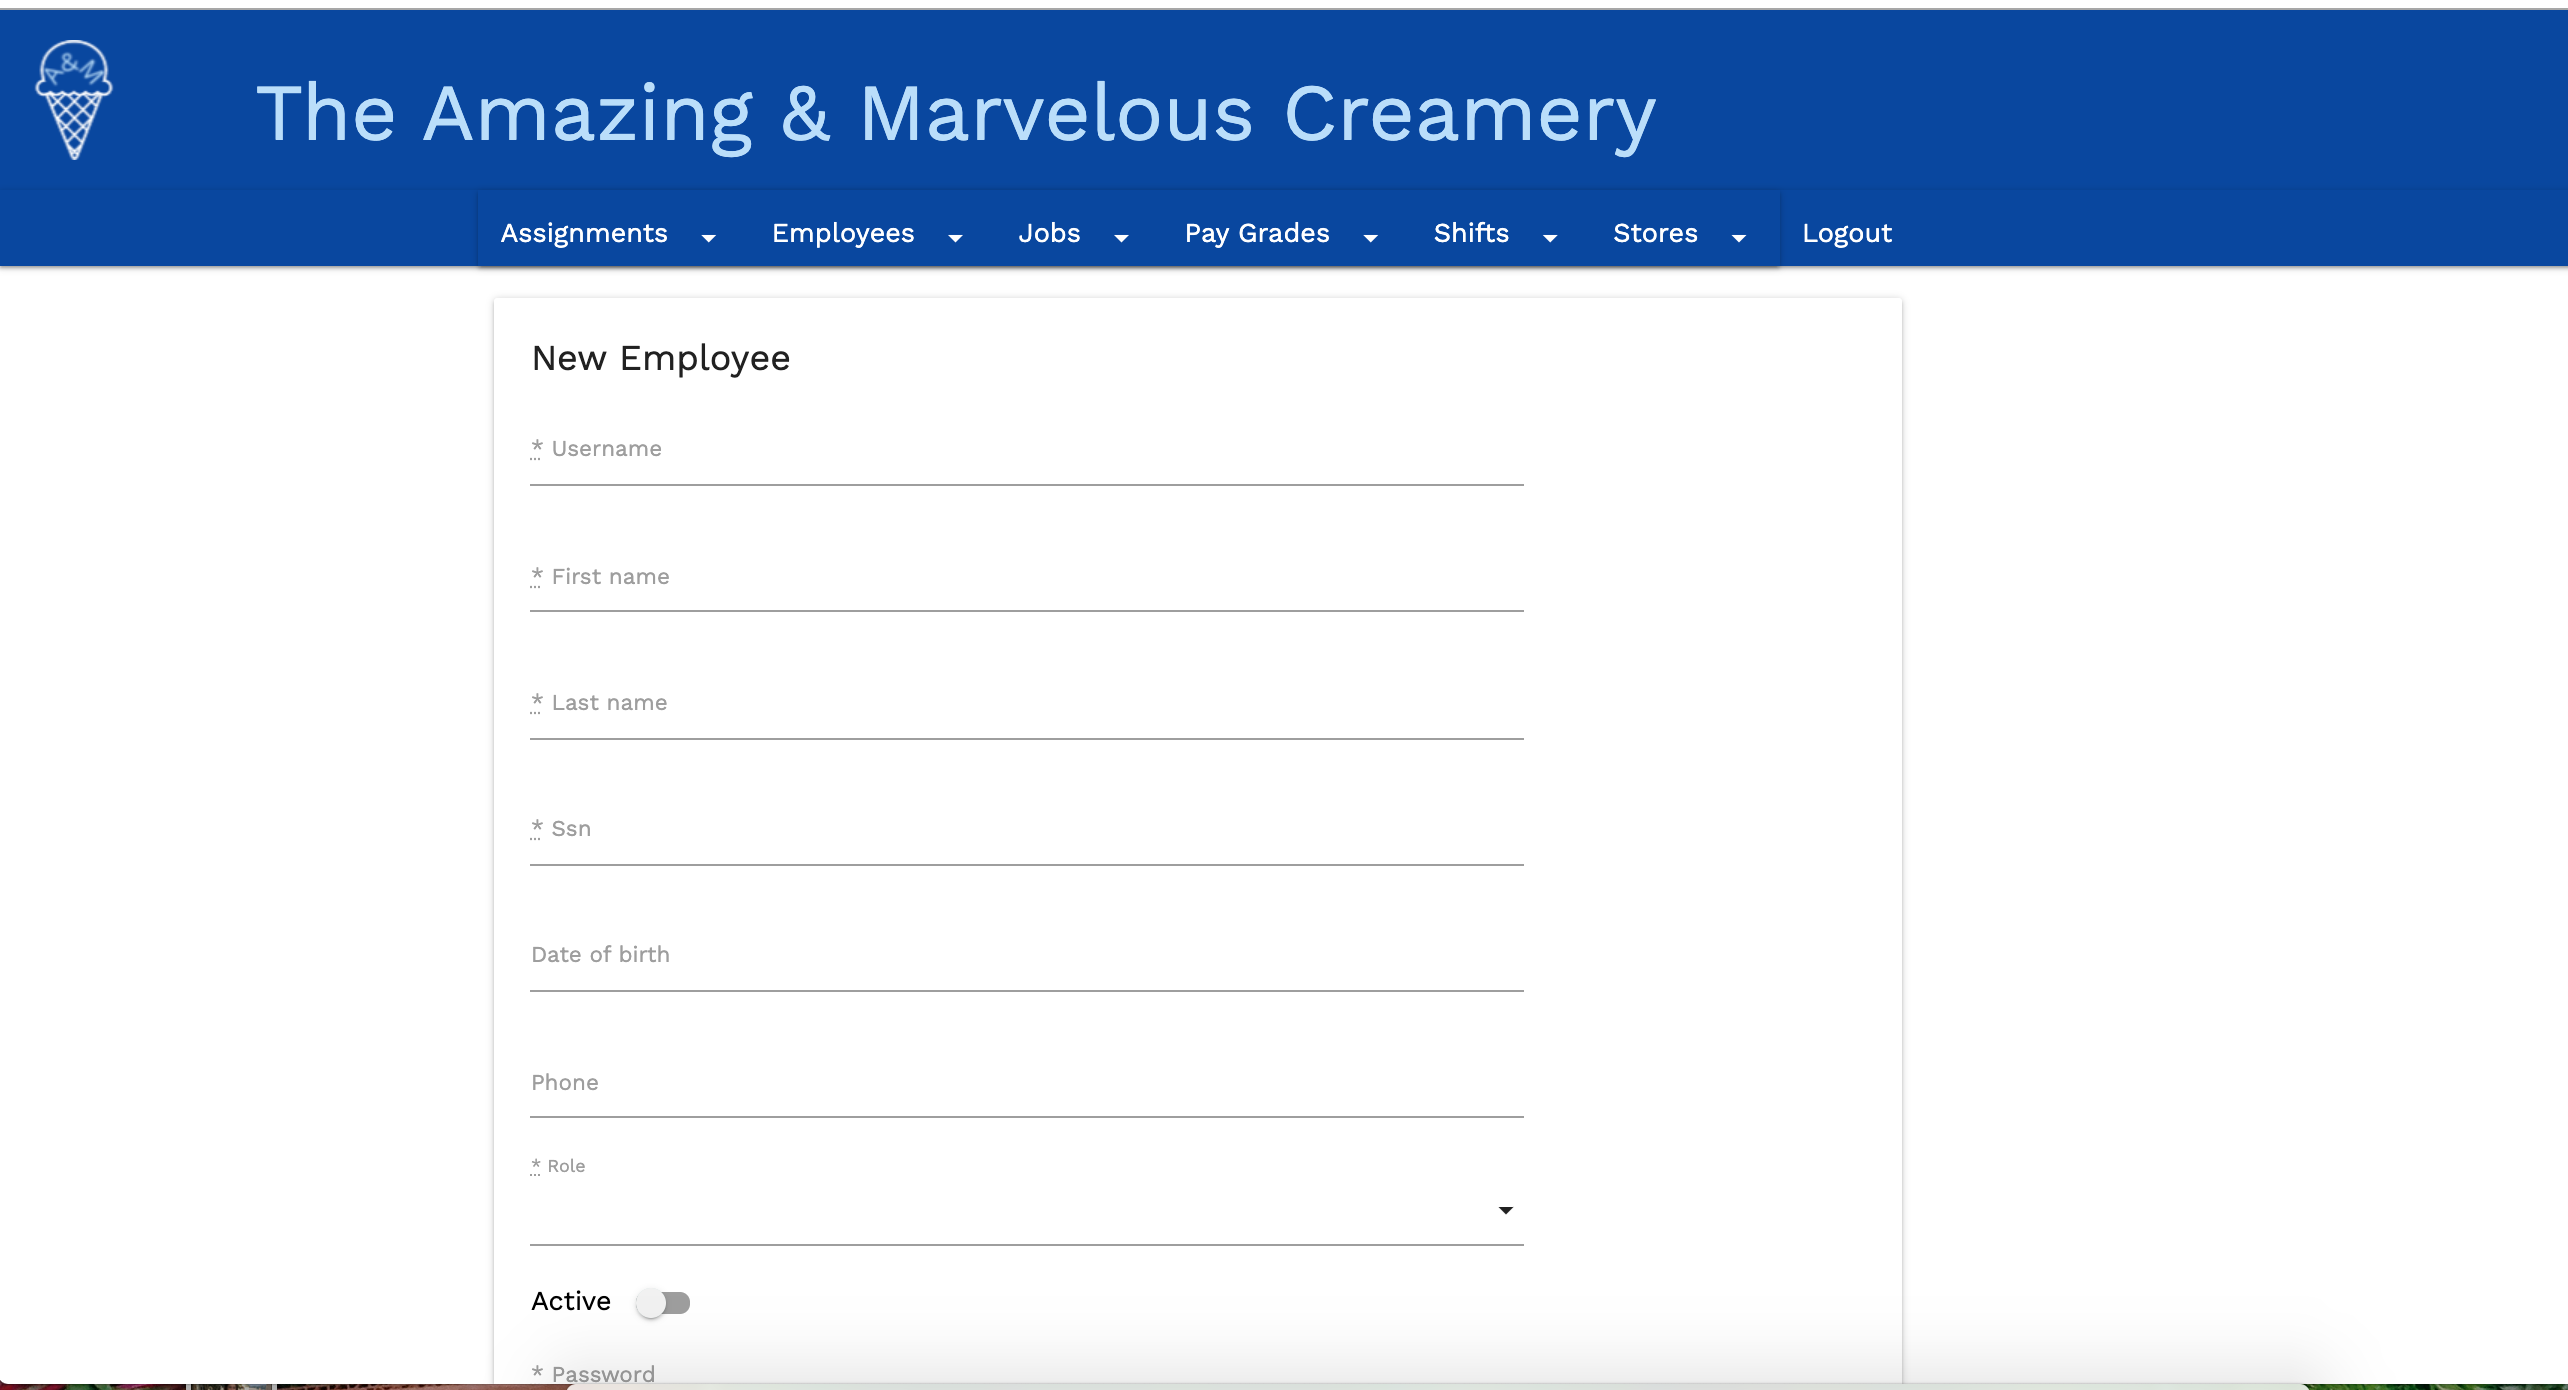 A&M
The Amazing & Marvelous Creamery
Assignments Employees Jobs Pay Grades Shifts Stores Logout
New Employee
* Username
* First name
* Last name
* Ssn
Date of birth
Phone
* Role
Active
* Password